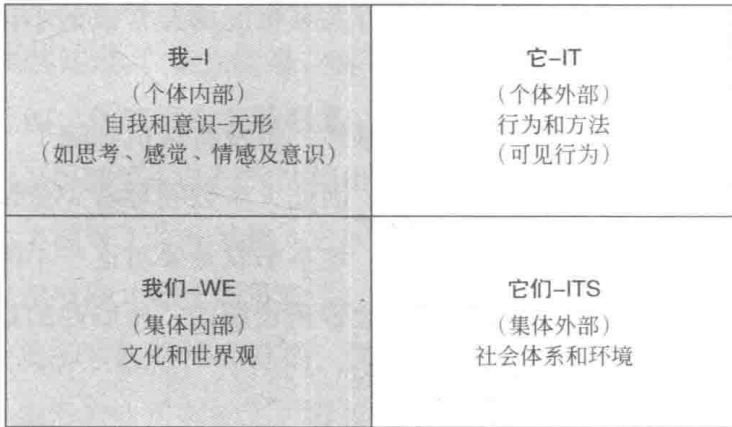 我-I
（个体内部）
自我和意识-无形
（如思考、感觉、情感及意识）
它-IT
（个体外部）
行为和方法
（可见行为）
我们-WE
（集体内部）
文化和世界观
它们-ITS
（集体外部）
社会体系和环境